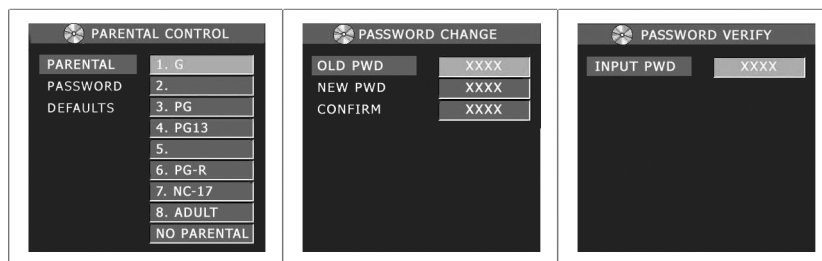 PARENTAL CONTROL
PARENTAL
PASSWORD
DEFAULTS
1. G
2.
3. PG
4. PG13
5.
6. PG-R
7. NC-17
8. ADULT
NO PARENTAL
PASSWORD CHANGE
OLD PWD XXXX
NEW PWD XXXX
CONFIRM XXXX
PASSWORD VERIFY
INPUT PWD XXXX